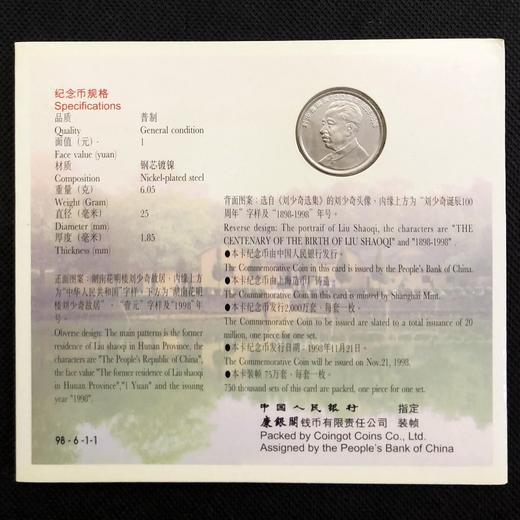 纪念币规格
Specifications
品质 普制
Quality General condition
面值（元） 1
Face value (yuan)
材质 钢芯镀镍
Composition Nickel-plated steel
重量（克） 6.05
Weight (Gram)
直径（毫米） 25
Diameter (mm)
厚度（毫米） 1.85
Thickness (mm)
正面图案：湖南花明楼刘少奇故居，内缘上方
为"中华人民共和国"字样，下方为"湖南花明
楼刘少奇故居"、"壹元"字样及"1998"年
号。
Obverse design: The main patterns is the former
residence of Liu Shaoqi in Hunan Province, the
characters are "The People's Republic of China",
the face value "The former residence of Liu shaoqi
in Hunan Province","1 Yuan" and the issuing
year "1998".
98-6-1-1
背面图案：选自《刘少奇选集》的刘少奇头像，内缘上方为"刘少奇诞辰100
周年"字样及"1898-1998"年号。
Reverse design: The portrait of Liu Shaoqi, the characters are "THE
CENTENARY OF THE BIRTH OF LIU SHAOQI" and "1898-1998".
◆本卡纪念币由中国人民银行发行。
The Commemorative Coin in this card is issued by the People's Bank of China.
◆本卡纪念币由上海造币厂铸造。
The Commemorative Coin in this card is minted by Shanghai Mint.
◆本卡纪念币发行2,000万套，每套一枚。
The Commemorative Coin to be issued are slated to a total issuance of 20
million, one piece for one set.
◆本卡纪念币发行日期：1998年11月21日。
The Commemorative Coin will be issued on Nov.21, 1998.
◆本卡装帧 75万套，每套一枚。
750 thousand sets of this card are packed, one piece for one set.
中国人民银行 指定
康銀閣钱币有限责任公司 装帧
Packed by Coingot Coins Co., Ltd.
Assigned by the People's Bank of China